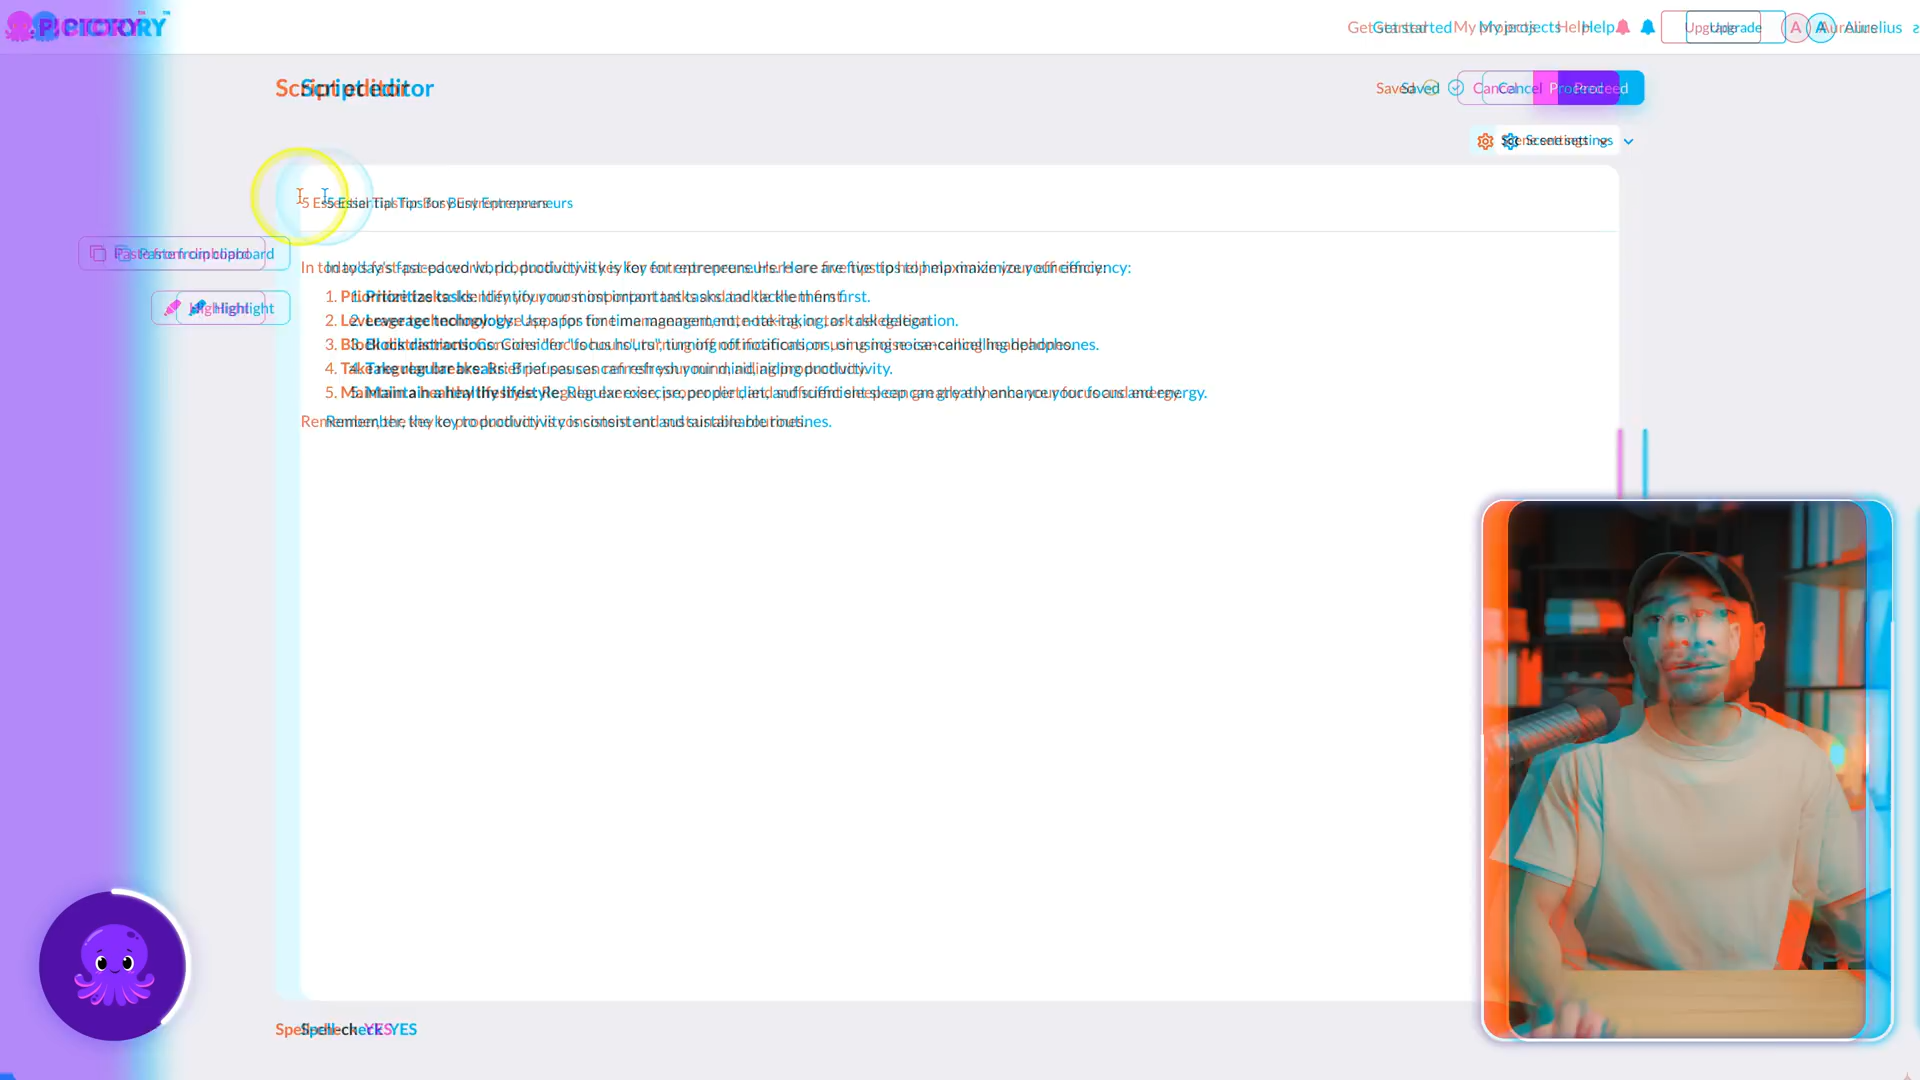 PICTORY™
Get started My projects Help Upgrade A Aurelius
Script editor
Saved Cancel Proceed
Scene settings
5 Essential Tips for Busy Entrepreneurs
Paste from clipboard
Highlight
In today's fast-paced world, productivity is key for entrepreneurs. Here are five tips to help maximize your efficiency:
1. Prioritize tasks: Identify your most important tasks and tackle them first.
2. Leverage technology: Use apps for time management, note-taking, or task delegation.
3. Block distractions: Consider "focus hours", turning off notifications, or using noise-cancelling headphones.
4. Take regular breaks: Brief pauses can refresh your mind, aiding productivity.
5. Maintain a healthy lifestyle: Regular exercise, proper diet, and sufficient sleep can greatly enhance your focus and energy.
Remember, the key to productivity is consistent and sustainable routines.
Spell-check YES